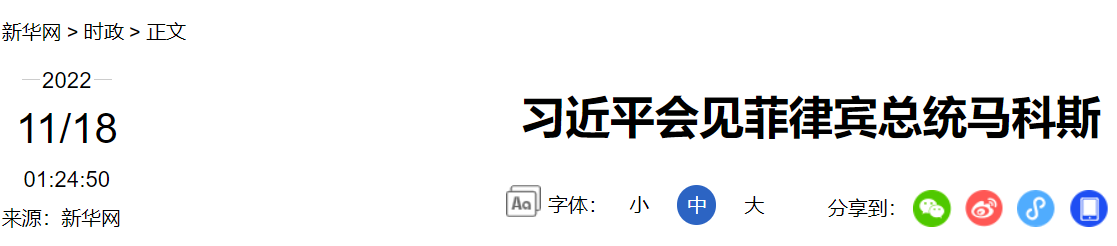 新华网 > 时政 > 正文
2022
11/18
01:24:50
来源：新华网
习近平会见菲律宾总统马科斯
Aa 字体： 小 中 大 分享到：